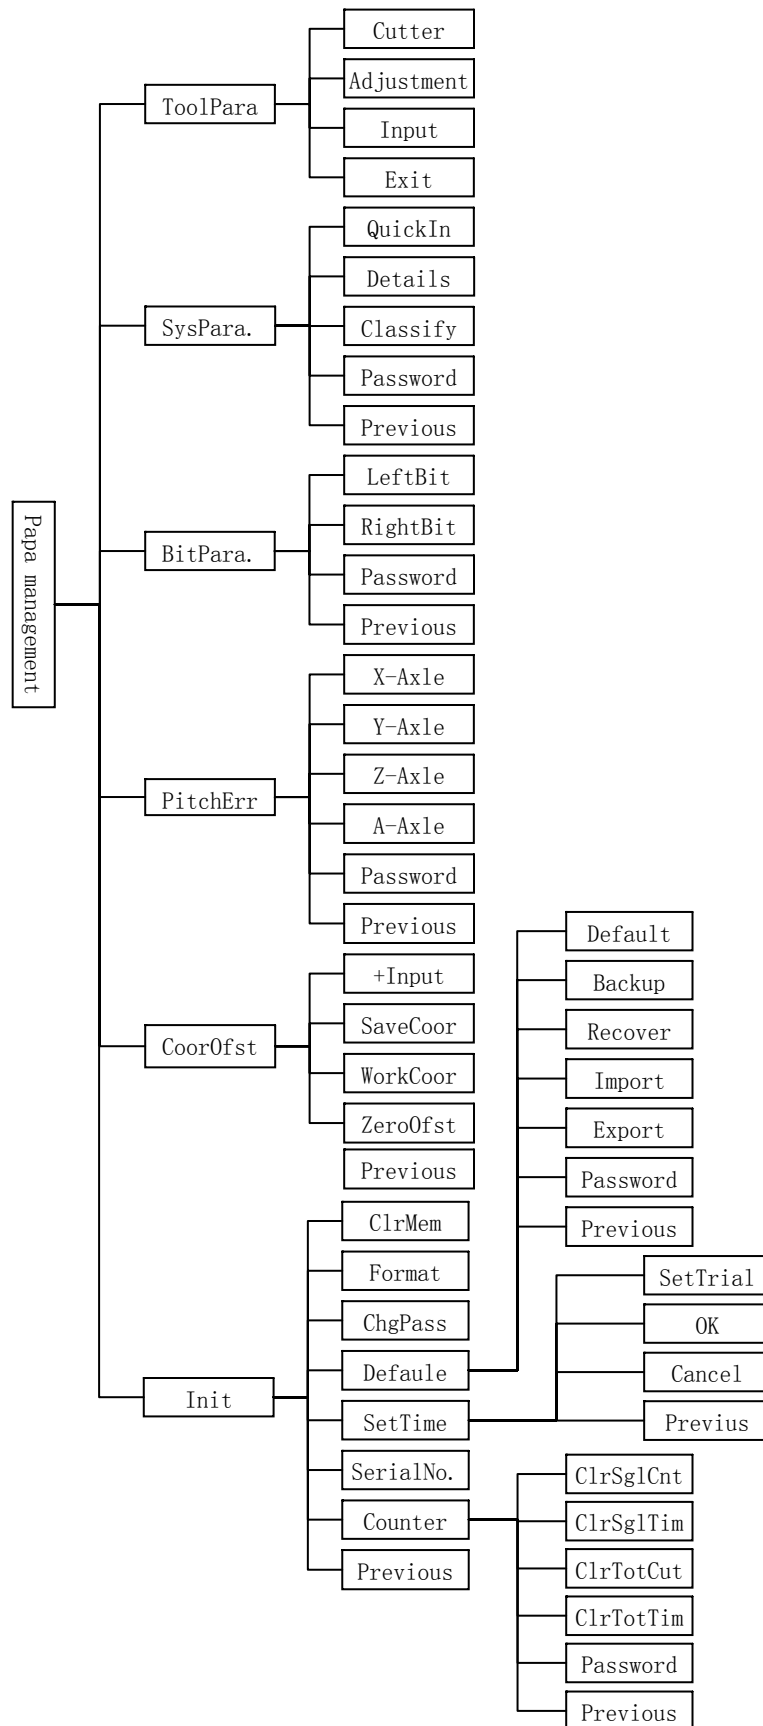 Papa management
ToolPara
Cutter
Adjustment
Input
Exit
SysPara.
QuickIn
Details
Classify
Password
Previous
BitPara.
LeftBit
RightBit
Password
Previous
PitchErr
X-Axle
Y-Axle
Z-Axle
A-Axle
Password
Previous
CoorOfst
+Input
SaveCoor
WorkCoor
ZeroOfst
Previous
Init
ClrMem
Format
ChgPass
Defaule
Default
Backup
Recover
Import
Export
Password
Previous
SetTime
SetTrial
OK
Cancel
Previus
SerialNo.
Counter
ClrSglCnt
ClrSglTim
ClrTotCut
ClrTotTim
Password
Previous
Previous